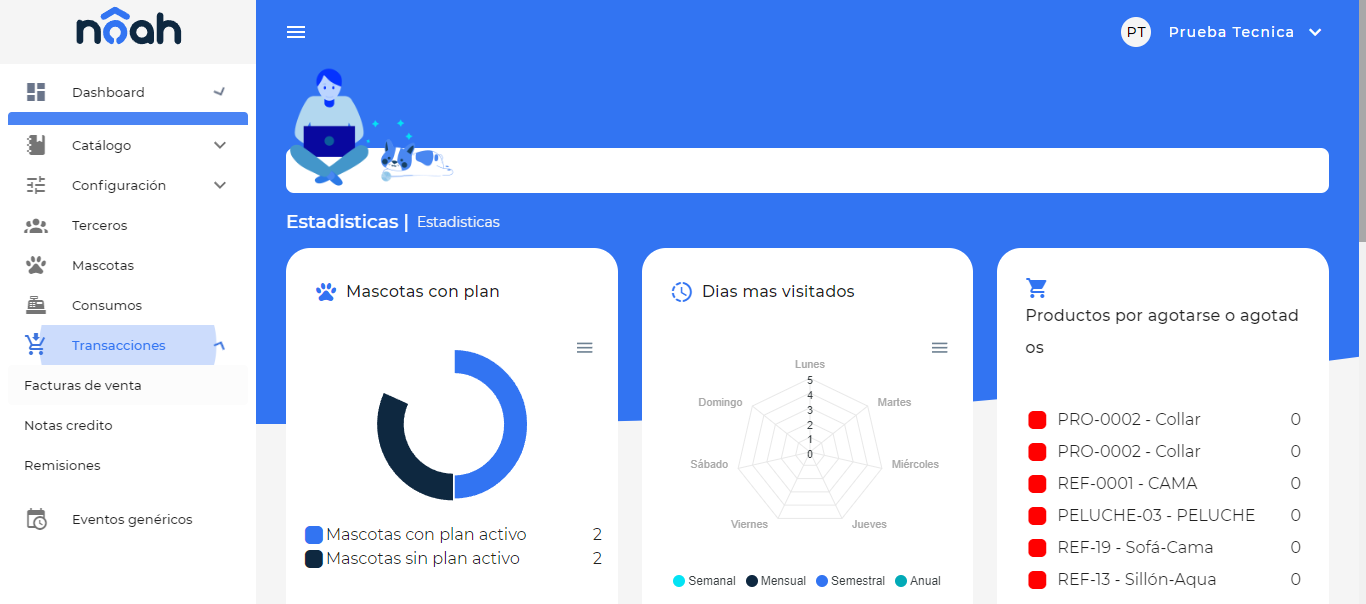 nôah
PT
Prueba Tecnica
Dashboard
Catálogo
Configuración
Terceros
Mascotas
Consumos
Transacciones
Facturas de venta
Notas credito
Remisiones
Eventos genéricos
Estadisticas | Estadisticas
Mascotas con plan
Mascotas con plan activo 2
Mascotas sin plan activo 2
Dias mas visitados
Lunes
5
Domingo 4 Martes
3
2
1
Sábado 0 Miércoles
Viernes Jueves
Semanal Mensual Semestral Anual
Productos por agotarse o agotad
os
PRO-0002 - Collar 0
PRO-0002 - Collar 0
REF-0001 - CAMA 0
PELUCHE-03 - PELUCHE 0
REF-19 - Sofá-Cama 0
REF-13 - Sillón-Aqua 0